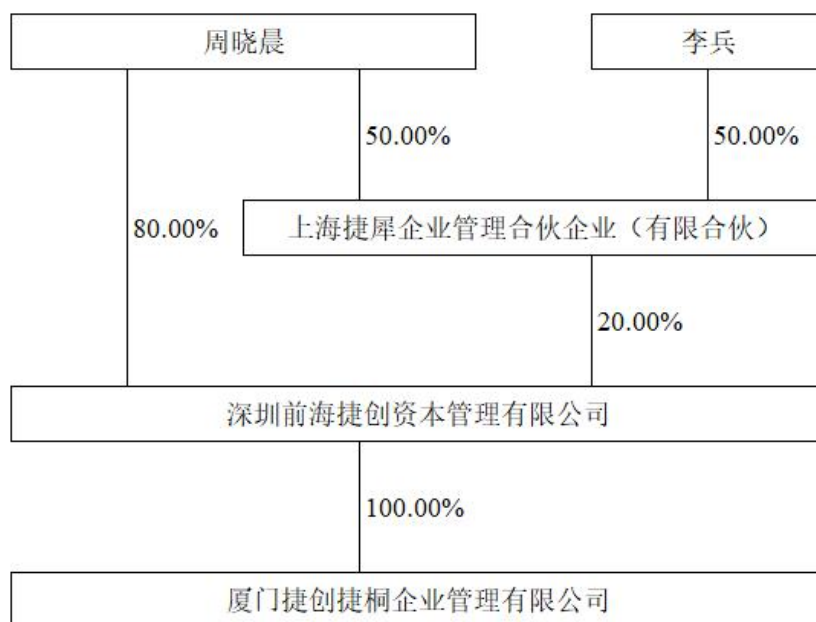 周晓晨
李兵
50.00%
50.00%
80.00%
上海捷犀企业管理合伙企业（有限合伙）
20.00%
深圳前海捷创资本管理有限公司
100.00%
厦门捷创捷桐企业管理有限公司